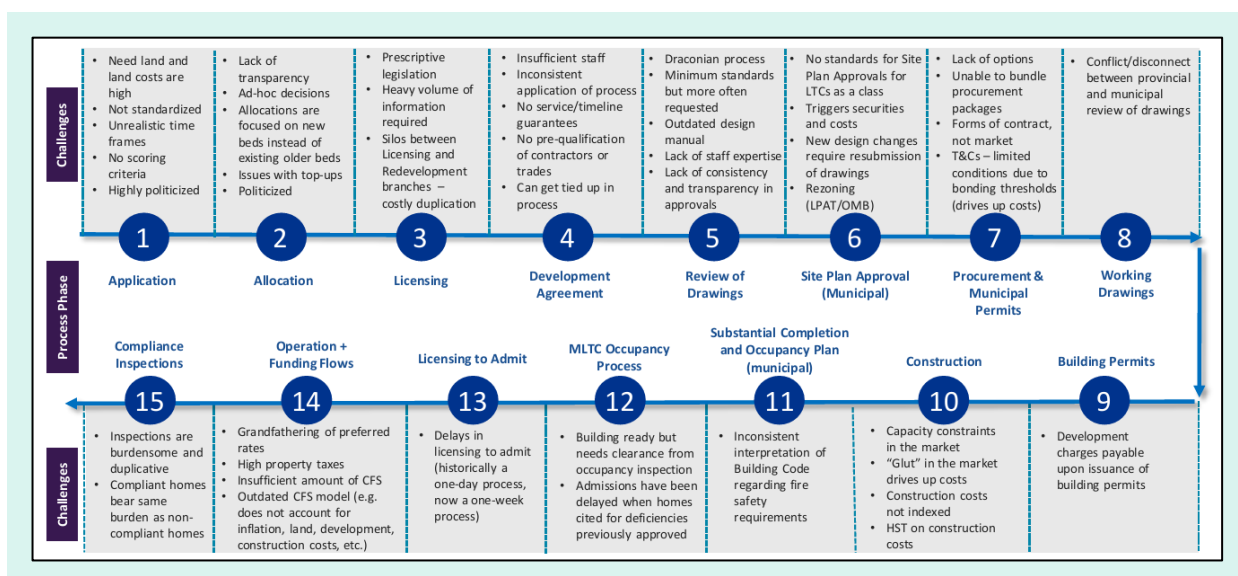 Challenges
• Need land and
land costs are
high
• Not standardized
• Unrealistic time
frames
• No scoring
criteria
• Highly politicized
• Lack of
transparency
• Ad-hoc decisions
• Allocations are
focused on new
beds instead of
existing older beds
• Issues with top-ups
• Politicized
• Prescriptive
legislation
• Heavy volume of
information
required
• Silos between
Licensing and
Redevelopment
branches –
costly duplication
• Insufficient staff
• Inconsistent
application of process
• No service/timeline
guarantees
• No pre-qualification
of contractors or
trades
• Can get tied up in
process
• Draconian process
• Minimum standards
but more often
requested
• Outdated design
manual
• Lack of staff expertise
• Lack of consistency
and transparency in
approvals
• No standards for Site
Plan Approvals for
LTCs as a class
• Triggers securities
and costs
• New design changes
require resubmission
of drawings
• Rezoning
(LPAT/OMB)
• Lack of options
• Unable to bundle
procurement
packages
• Forms of contract,
not market
• T&Cs – limited
conditions due to
bonding thresholds
(drives up costs)
• Conflict/disconnect
between provincial
and municipal
review of drawings
1
2
3
4
5
6
7
8
Process Phase
Application
Allocation
Licensing
Development
Agreement
Review of
Drawings
Site Plan Approval
(Municipal)
Procurement &
Municipal
Permits
Working
Drawings
Compliance
Inspections
Operation +
Funding Flows
Licensing to Admit
MLTC Occupancy
Process
Substantial Completion
and Occupancy Plan
(municipal)
Construction
Building Permits
15
14
13
12
11
10
9
Challenges
• Inspections are
burdensome and
duplicative
• Compliant homes
bear same
burden as non-
compliant homes
• Grandfathering of preferred
rates
• High property taxes
• Insufficient amount of CFS
• Outdated CFS model (e.g.
does not account for
inflation, land, development,
construction costs, etc.)
• Delays in
licensing to admit
(historically a
one-day process,
now a one-week
process)
• Building ready but
needs clearance from
occupancy inspection
• Admissions have been
delayed when homes
cited for deficiencies
previously approved
• Inconsistent
interpretation of
Building Code
regarding fire
safety
requirements
• Capacity constraints
in the market
• “Glut” in the market
drives up costs
• Construction costs
not indexed
• HST on construction
costs
• Development
charges payable
upon issuance of
building permits